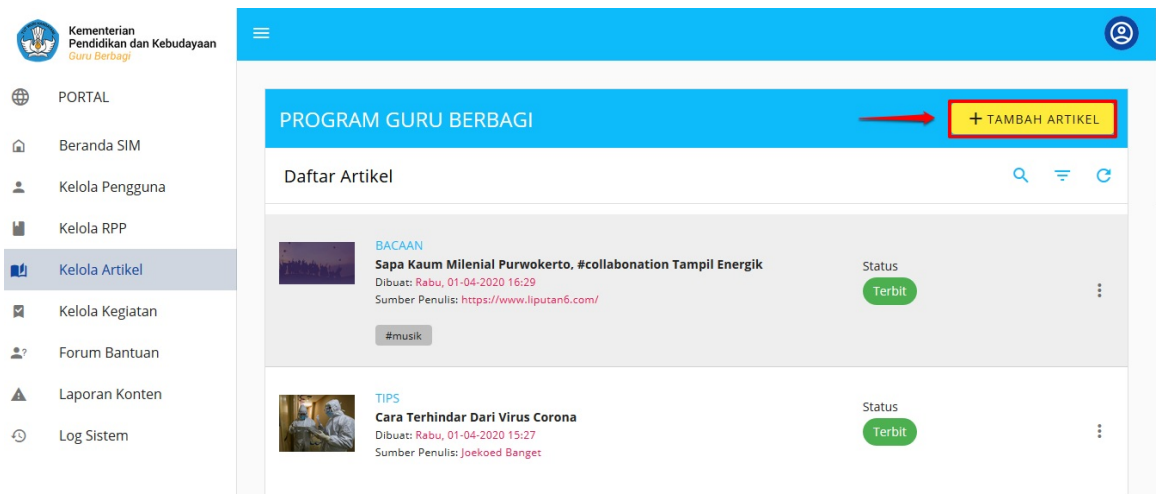 Kementerian
Pendidikan dan Kebudayaan
Guru Berbagi
PORTAL
Beranda SIM
Kelola Pengguna
Kelola RPP
Kelola Artikel
Kelola Kegiatan
Forum Bantuan
Laporan Konten
Log Sistem
PROGRAM GURU BERBAGI
+ TAMBAH ARTIKEL
Daftar Artikel
BACAAN
Sapa Kaum Milenial Purwokerto, #collabonation Tampil Energik
Dibuat: Rabu, 01-04-2020 16:29
Sumber Penulis: https://www.liputan6.com/
#musik
Status
Terbit
TIPS
Cara Terhindar Dari Virus Corona
Dibuat: Rabu, 01-04-2020 15:27
Sumber Penulis: Joekoed Banget
Status
Terbit